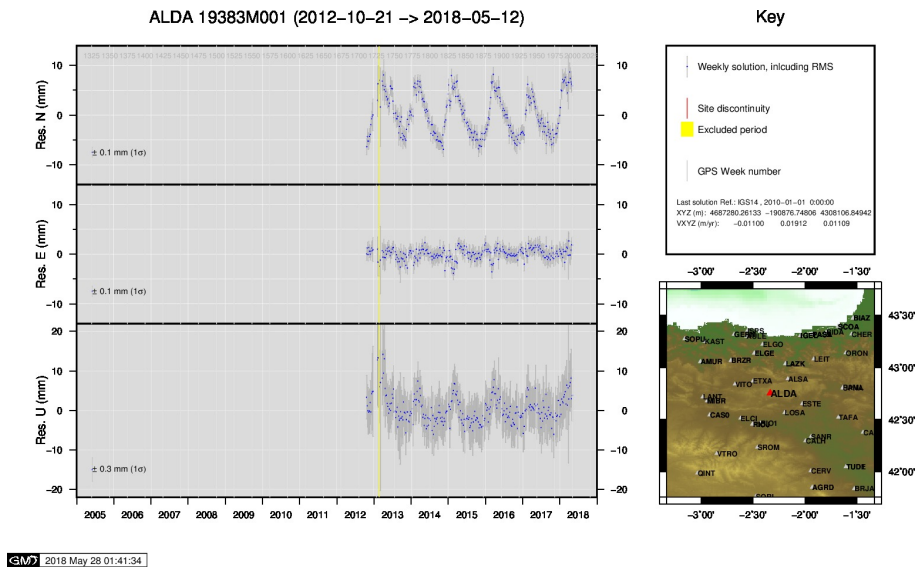 ALDA 19383M001 (2012−10−21 −> 2018−05−12)
Key
Res. N (mm)
10
0
−10
± 0.1 mm (1σ)
10
0
−10
Res. E (mm)
10
0
−10
± 0.1 mm (1σ)
10
0
−10
Res. U (mm)
20
10
0
−10
−20
± 0.3 mm (1σ)
20
10
0
−10
−20
2005 2006 2007 2008 2009 2010 2011 2012 2013 2014 2015 2016 2017 2018
Weekly solution, inlcuding RMS
Site discontinuity
Excluded period
GPS Week number
Last solution Ref.: IGS14 , 2010−01−01 0:00:00
XYZ (m): 4687280.26133 −190876.74806 4308106.84942
VXYZ (m/yr): −0.01100 0.01912 0.01109
−3˚00' −2˚30' −2˚00' −1˚30'
BIAZ
43˚30'
SCOA
SOPU KAST CHER
ELGO
ELGE ORON
AMUR BRZR LAZK LEIT
43˚00'
VITO ETXA ALSA
LANT ALDA
ESTE
CAS0 ELCI LOSA TAFA
42˚30'
SANR CA
CALH
VTRO SROM
QINT CERV TUDE
42˚00'
AGRD BRJA
−3˚00' −2˚30' −2˚00' −1˚30'
GMT 2018 May 28 01:41:34